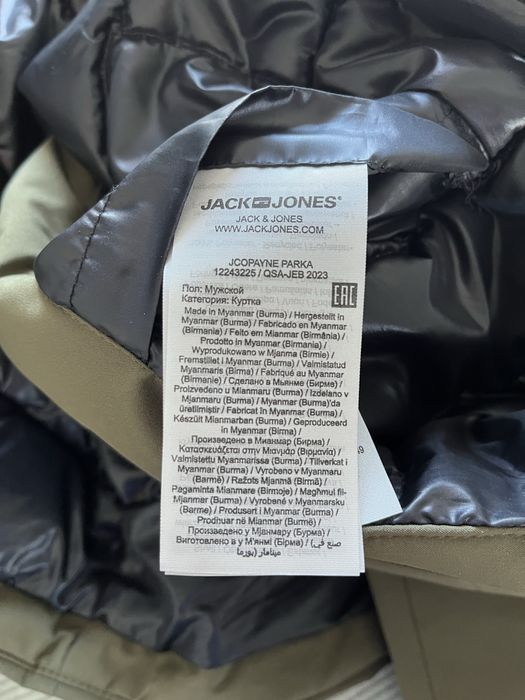 JACK JONES®
JACK & JONES
WWW.JACKJONES.COM
JCOPAYNE PARKA
12243225 / QSA-JEB 2023
Пол: Мужской
Категория: Куртка
EAC
Made in Myanmar (Burma) / Hergestellt in
Myanmar (Burma) / Fabricado en Myanmar
(Birmania) / Feito em Mianmar (Birmânia) /
Prodotto in Myanmar (Birmania) /
Wyprodukowano w Mjanma (Birmie) /
Fremstillet i Myanmar (Burma) / Valmistatud
Myanmaris (Birma) / Fabriqué au Myanmar
(Birmanie) / Сделано в Мьянме (Бирме) /
Proizvedeno u Mianmaru (Burma) / Izdelano v
Mjanmaru (Burma) / Myanmar (Burma)'da
üretilmiştir / Fabricat în Myanmar (Burma) /
Készült Mianmarban (Burma) / Geproduceerd
in Myanmar (Birma) /
Произведено в Мианмар (Бирма) /
Κατασκευάζεται στην Μιανμάρ (Βιρμανία) /
Valmistettu Myanmarissa (Burma) / Tillverkat i
Myanmar (Burma) / Vyrobeno v Myanmaru
(Barmě) / Ražots Mjanmā (Birmā) /
Pagaminta Mianmare (Birmoje) / Magħmul fil-
Mjanmar (Burma) / Vyrobené v Myanmarsku
(Barme) / Produsert i Myanmar (Burma) /
Prodhuar në Mianmar (Burmë) /
Произведено у Мјанмару (Бурма) /
Виготовлено в у М'янмі (Бірма) / صنع في)
ميانمار (بورما